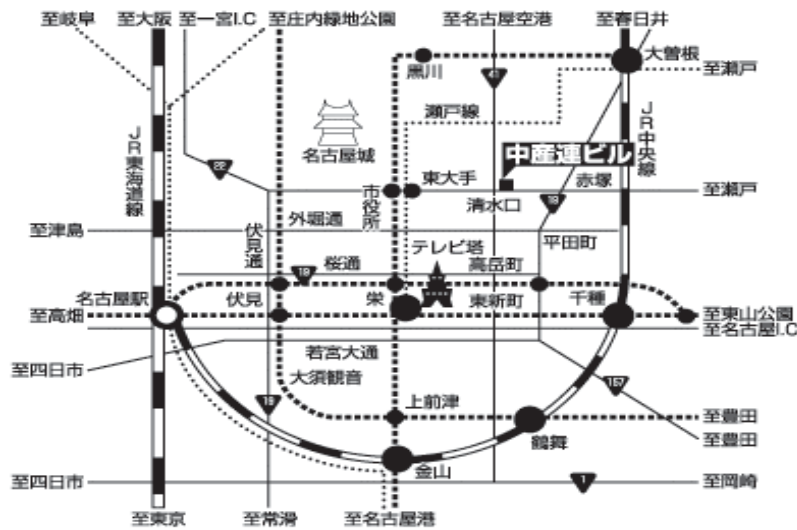 至岐阜
至大阪
至一宮I.C
至庄内緑地公園
至名古屋空港
至春日井
大曽根
黒川
41
至瀬戸
瀬戸線
JR東海道線
名古屋城
JR中央線
中産連ビル
22
市役所
東大手
赤塚
清水口
19
至瀬戸
外堀通
伏見通
至津島
テレビ塔
平田町
桜通
19
高岳町
名古屋駅
伏見
栄
東新町
千種
至高畑
至東山公園
至名古屋I.C
若宮大通
至四日市
大須観音
157
19
上前津
至豊田
鶴舞
至豊田
金山
至四日市
1
至岡崎
至東京
至常滑
至名古屋港